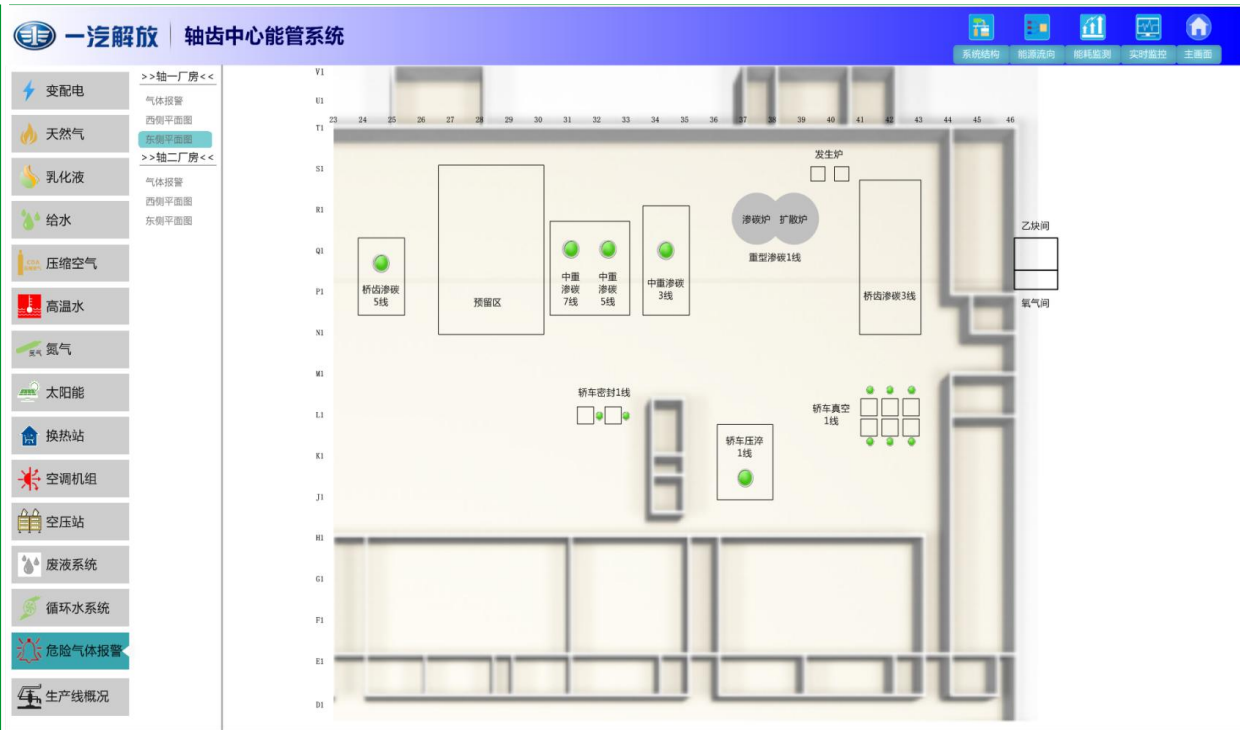 一汽解放 轴齿中心能管系统
系统结构 能源流向 能耗监测 实时监控 主画面
变配电
天然气
乳化液
给水
压缩空气
高温水
氮气
氮气
太阳能
换热站
空调机组
空压站
废液系统
循环水系统
危险气体报警
生产线概况
>>轴一厂房<<
气体报警
西侧平面图
东侧平面图
>>轴二厂房<<
气体报警
西侧平面图
东侧平面图
V1
U1
T1
S1
R1
Q1
P1
N1
M1
L1
K1
J1
H1
G1
F1
E1
D1
23 24 25 26 27 28 29 30 31 32 33 34 35 36 37 38 39 40 41 42 43 44 45 46
发生炉
渗碳炉 扩散炉
重型渗碳1线
乙炔间
氧气间
桥齿渗碳
5线
预留区
中重
渗碳
7线
中重
渗碳
5线
中重渗碳
3线
桥齿渗碳3线
轿车密封1线
轿车真空
1线
轿车压淬
1线